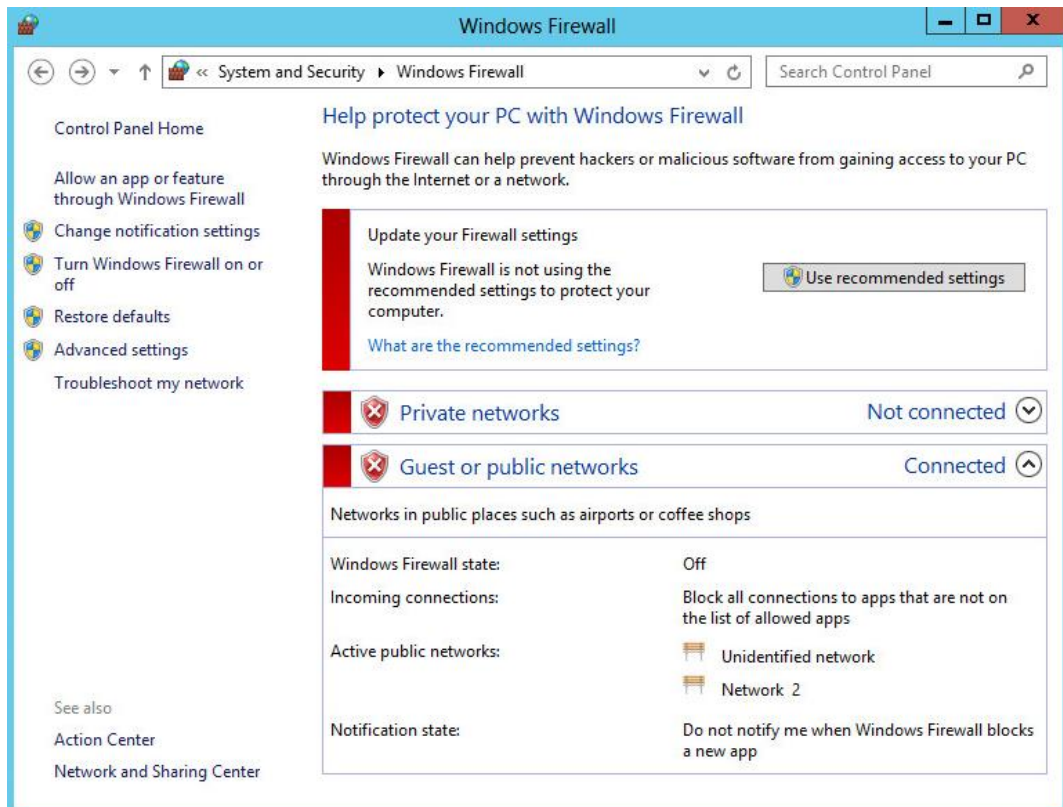 Windows Firewall
« System and Security ▸ Windows Firewall
Search Control Panel
Control Panel Home
Allow an app or feature
through Windows Firewall
Change notification settings
Turn Windows Firewall on or
off
Restore defaults
Advanced settings
Troubleshoot my network
See also
Action Center
Network and Sharing Center
Help protect your PC with Windows Firewall
Windows Firewall can help prevent hackers or malicious software from gaining access to your PC
through the Internet or a network.
Update your Firewall settings
Windows Firewall is not using the
recommended settings to protect your
computer.
What are the recommended settings?
Use recommended settings
Private networks Not connected
Guest or public networks Connected
Networks in public places such as airports or coffee shops
Windows Firewall state: Off
Incoming connections: Block all connections to apps that are not on
the list of allowed apps
Active public networks: Unidentified network
Network 2
Notification state: Do not notify me when Windows Firewall blocks
a new app